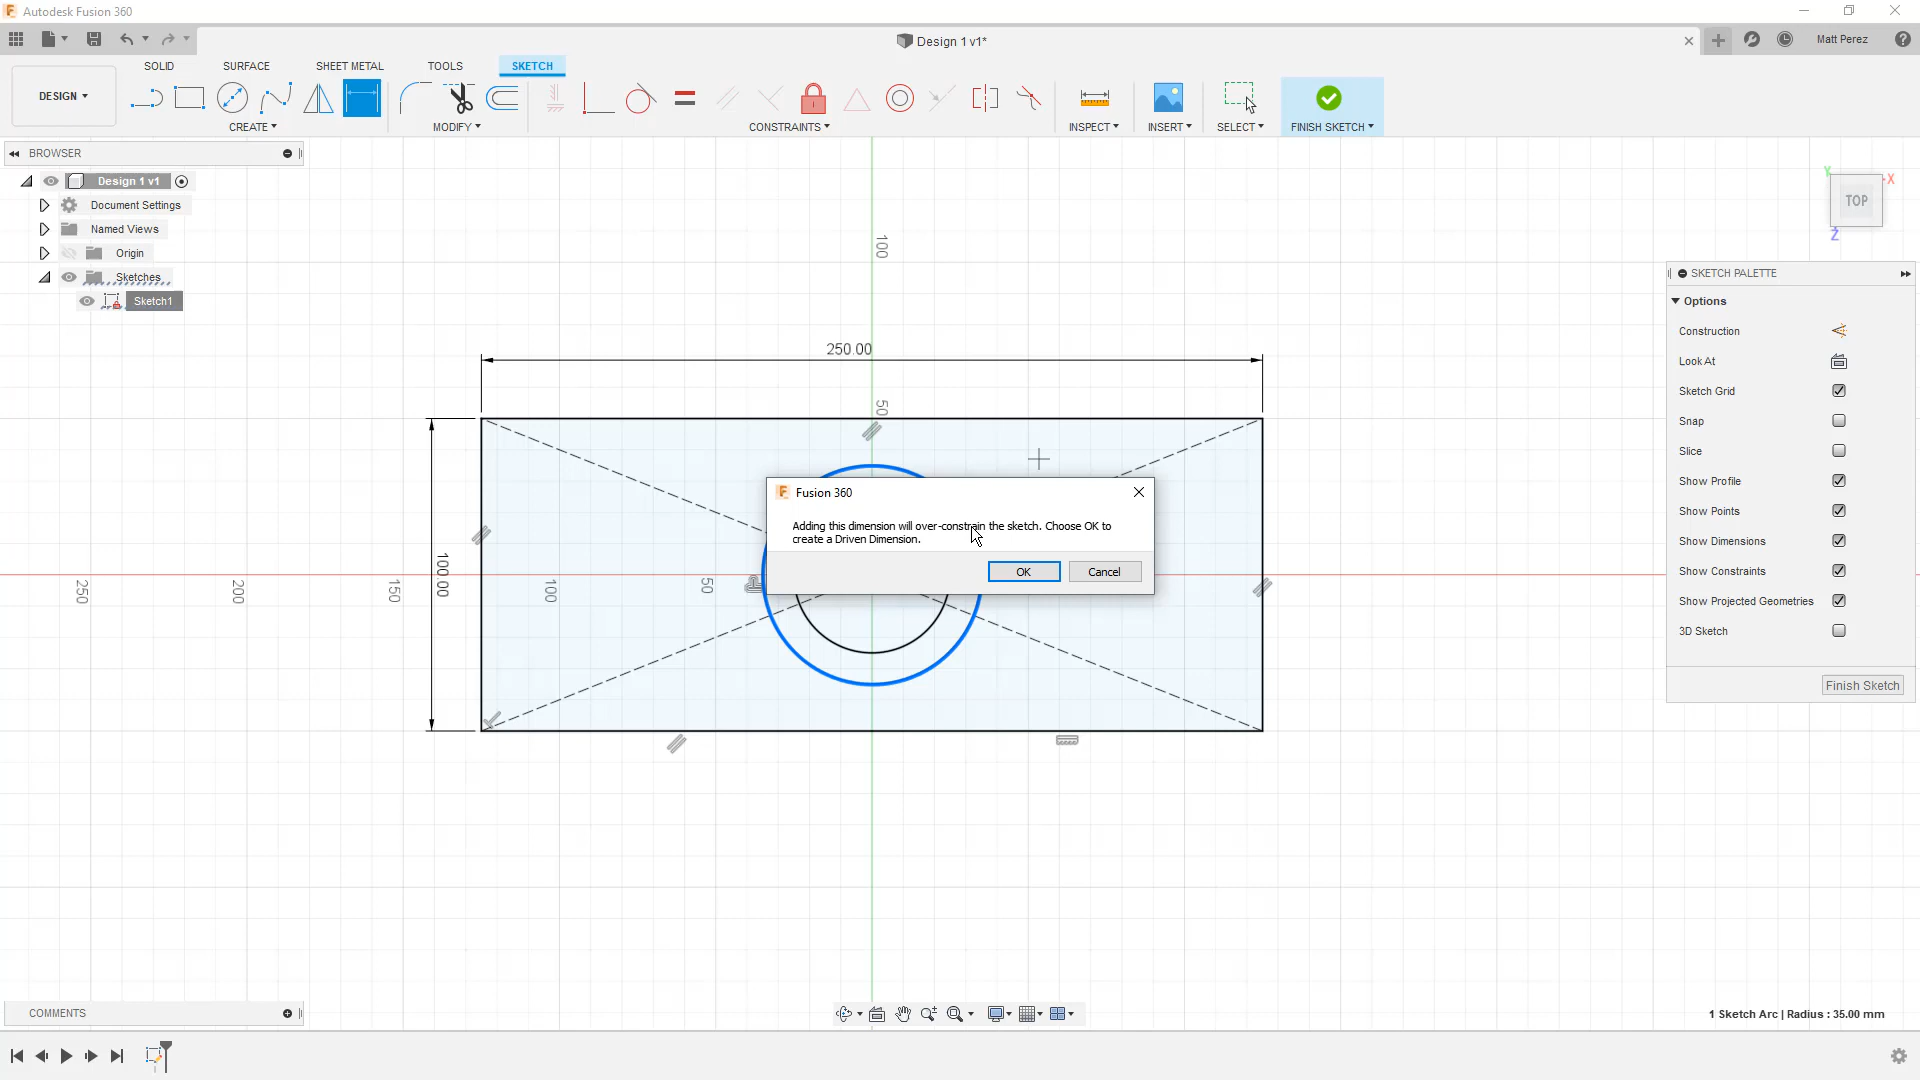 Autodesk Fusion 360
Design 1 v1*
Matt Perez
SOLID
SURFACE
SHEET METAL
TOOLS
SKETCH
DESIGN
CREATE
MODIFY
CONSTRAINTS
INSPECT
INSERT
SELECT
FINISH SKETCH
BROWSER
Design 1 v1
Document Settings
Named Views
Origin
Sketches
Sketch1
Y
X
TOP
Z
100
250.00
50
100.00
250
200
150
100
50
Fusion 360
Adding this dimension will over-constrain the sketch. Choose OK to
create a Driven Dimension.
OK
Cancel
SKETCH PALETTE
Options
Construction
Look At
Sketch Grid
Snap
Slice
Show Profile
Show Points
Show Dimensions
Show Constraints
Show Projected Geometries
3D Sketch
Finish Sketch
COMMENTS
1 Sketch Arc | Radius : 35.00 mm